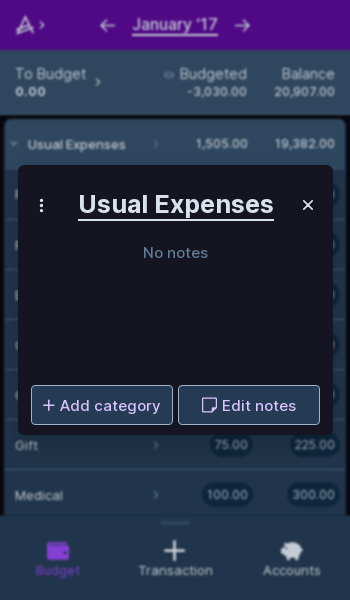 January '17
To Budget
Budgeted
Balance
0.00
-3,030.00
20,907.00
Usual Expenses
1,505.00
19,382.00
Usual Expenses
No notes
Add category
Edit notes
Gift
75.00
225.00
Medical
100.00
300.00
Budget
Transaction
Accounts